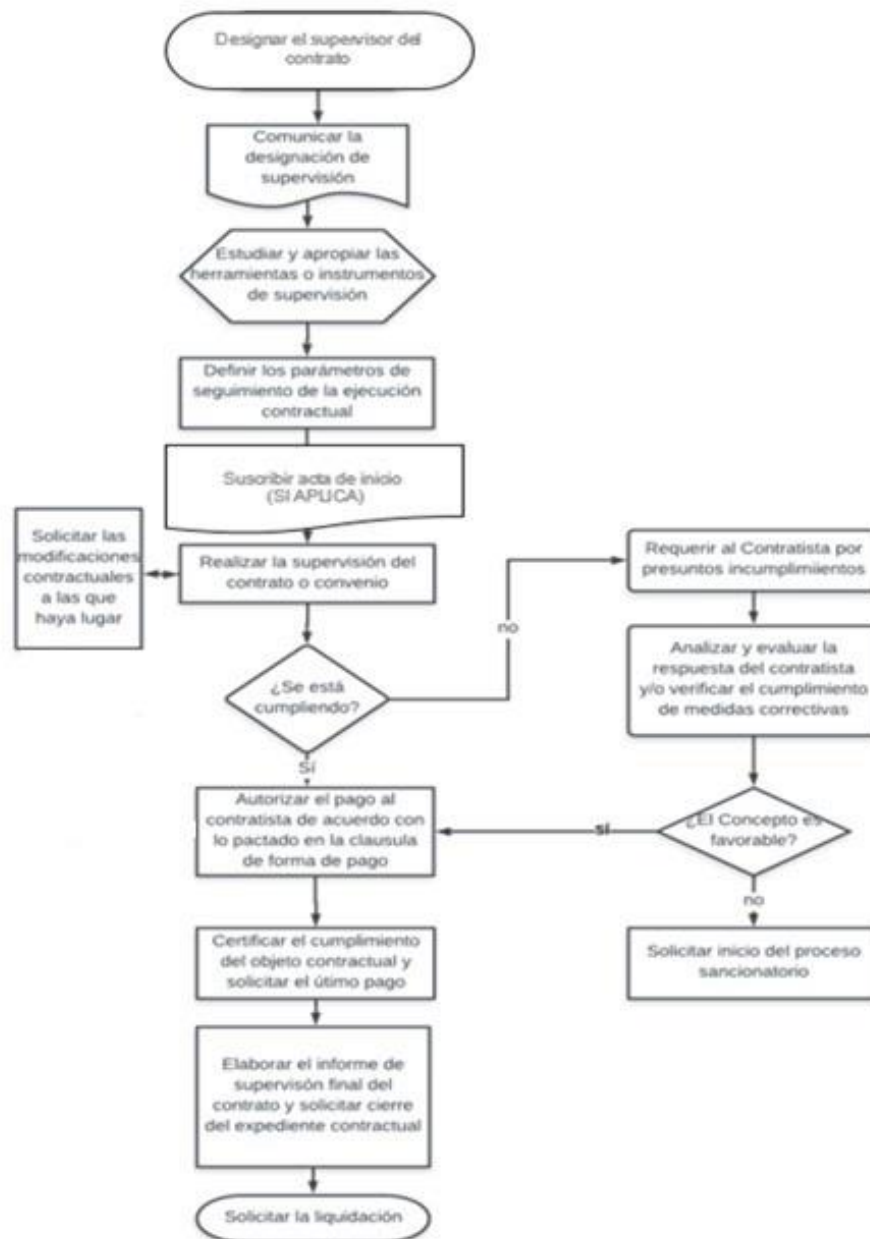 Designar el supervisor del
contrato
Comunicar la
designación de
supervisión
Estudiar y apropiar las
herramientas o instrumentos
de supervisión
Definir los parámetros de
seguimiento de la ejecución
contractual
Suscribir acta de inicio
(SI APLICA)
Solicitar las
modificaciones
contractuales
a las que
haya lugar
Realizar la supervisión del
contrato o convenio
¿Se está
cumpliendo?
no
Requerir al Contratista por
presuntos incumplimiientos
Analizar y evaluar la
respuesta del contratista
y/o verificar el cumplimiento
de medidas correctivas
¿El Concepto es
favorable?
sí
no
Solicitar inicio del proceso
sancionatorio
Sí
Autorizar el pago al
contratista de acuerdo con
lo pactado en la clausula
de forma de pago
Certificar el cumplimiento
del objeto contractual y
solicitar el útimo pago
Elaborar el informe de
supervisón final del
contrato y solicitar cierre
del expediente contractual
Solicitar la liquidación